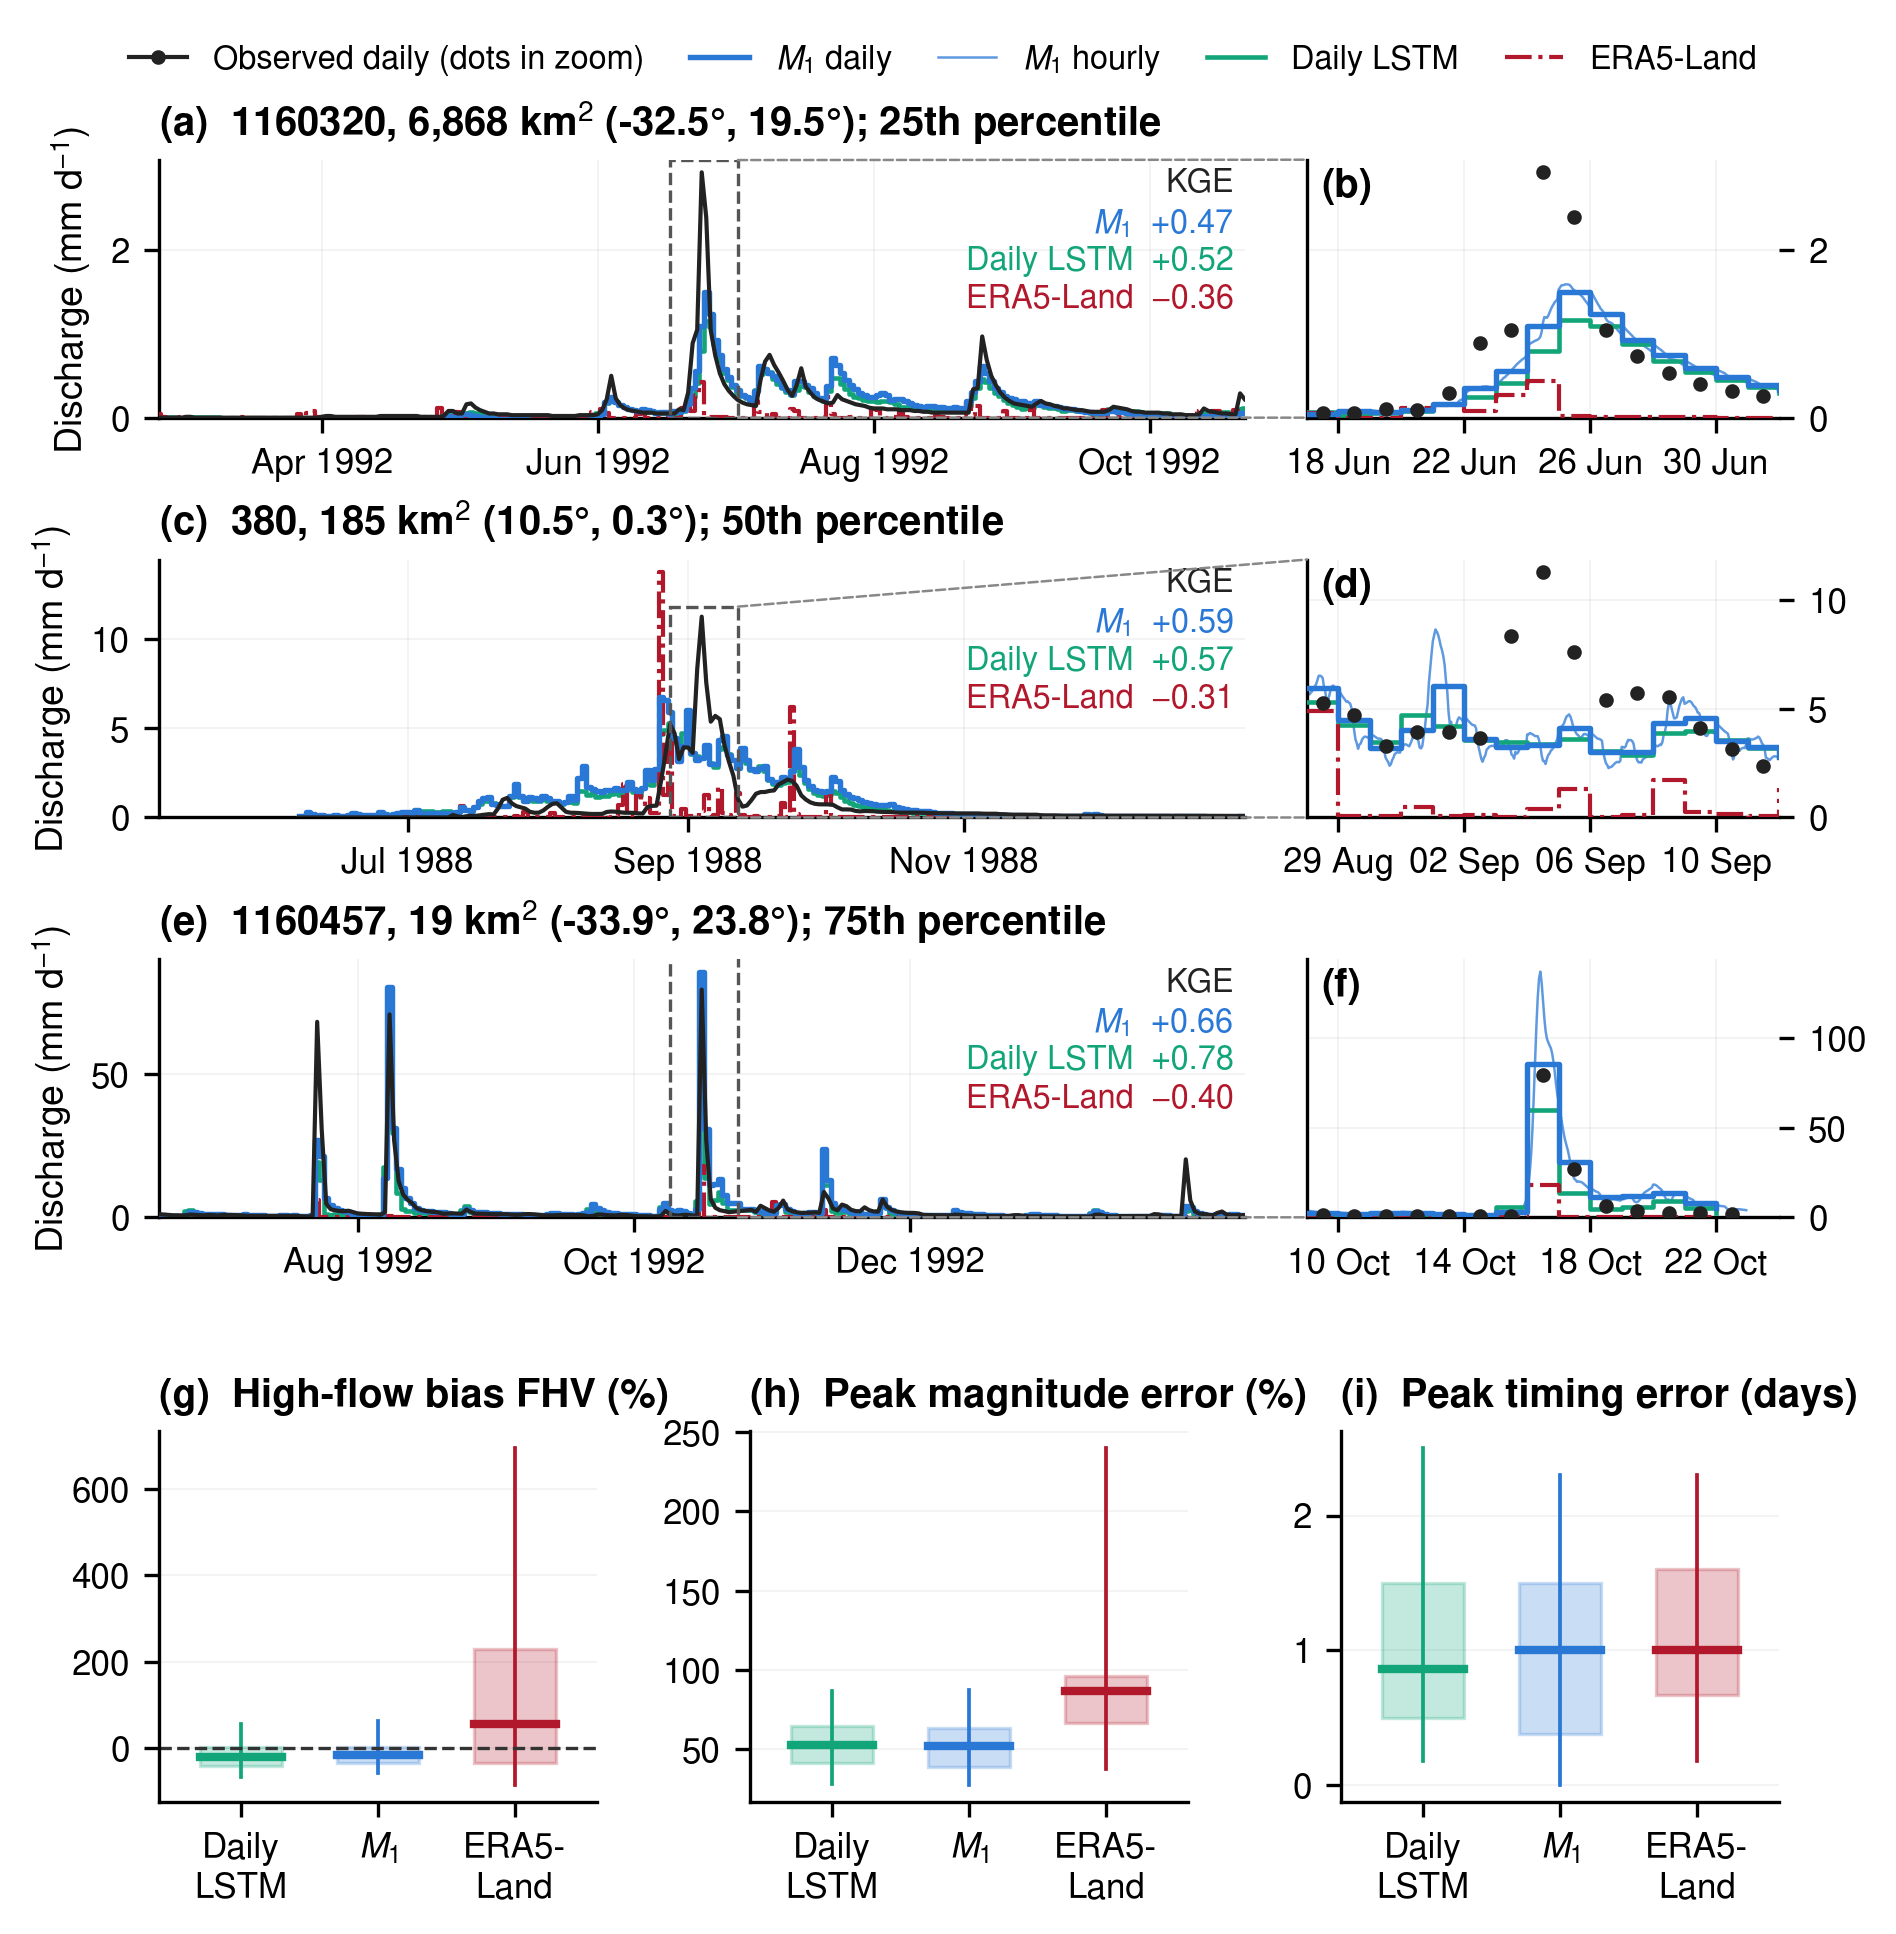 Observed daily (dots in zoom) M₁ daily M₁ hourly Daily LSTM ERA5-Land
(a) 1160320, 6,868 km² (-32.5°, 19.5°); 25th percentile
Discharge (mm d⁻¹)
2
0
KGE
M₁ +0.47
Daily LSTM +0.52
ERA5-Land −0.36
Apr 1992 Jun 1992 Aug 1992 Oct 1992
(b)
2
0
18 Jun 22 Jun 26 Jun 30 Jun
(c) 380, 185 km² (10.5°, 0.3°); 50th percentile
Discharge (mm d⁻¹)
10
5
0
KGE
M₁ +0.59
Daily LSTM +0.57
ERA5-Land −0.31
Jul 1988 Sep 1988 Nov 1988
(d)
10
5
0
29 Aug 02 Sep 06 Sep 10 Sep
(e) 1160457, 19 km² (-33.9°, 23.8°); 75th percentile
Discharge (mm d⁻¹)
50
0
KGE
M₁ +0.66
Daily LSTM +0.78
ERA5-Land −0.40
Aug 1992 Oct 1992 Dec 1992
(f)
100
50
0
10 Oct 14 Oct 18 Oct 22 Oct
(g) High-flow bias FHV (%)
600
400
200
0
Daily
LSTM
M₁
ERA5-
Land
(h) Peak magnitude error (%)
250
200
150
100
50
Daily
LSTM
M₁
ERA5-
Land
(i) Peak timing error (days)
2
1
0
Daily
LSTM
M₁
ERA5-
Land